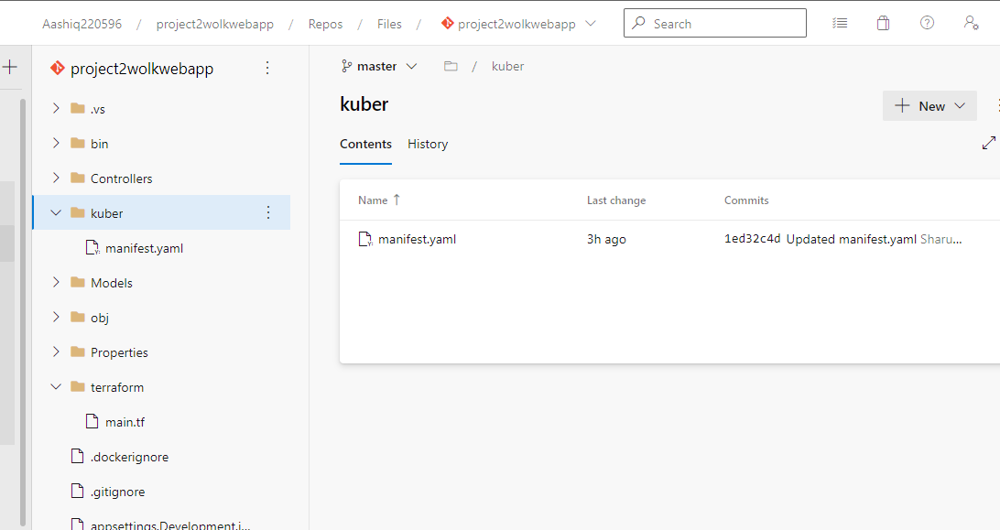 Aashiq220596 / project2wolkwebapp / Repos / Files / project2wolkwebapp
Search
project2wolkwebapp
.vs
bin
Controllers
kuber
manifest.yaml
Models
obj
Properties
terraform
main.tf
.dockerignore
.gitignore
appsettings.Development.j...
master / kuber
kuber
New
Contents History
Name Last change Commits
manifest.yaml 3h ago 1ed32c4d Updated manifest.yaml Sharu...